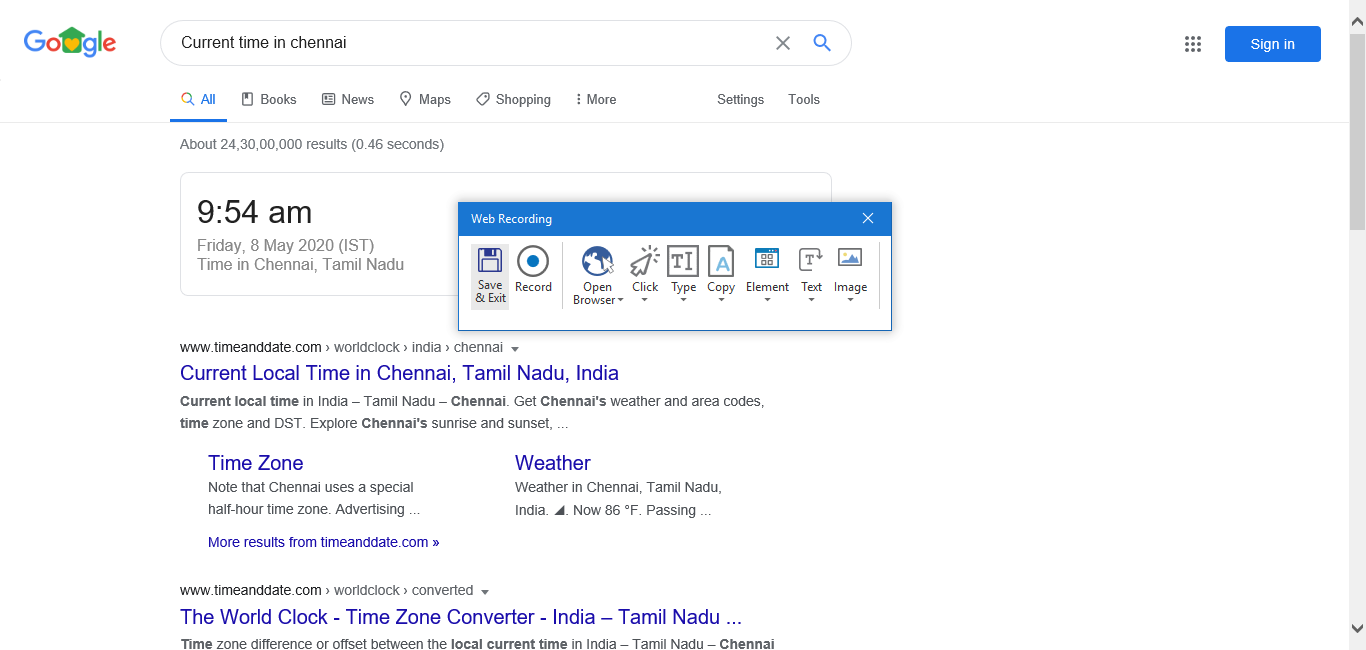 Google
Current time in chennai
Sign in
All
Books
News
Maps
Shopping
More
Settings
Tools
About 24,30,00,000 results (0.46 seconds)
9:54 am
Friday, 8 May 2020 (IST)
Time in Chennai, Tamil Nadu
Web Recording
Save
& Exit
Record
Open
Browser
Click
Type
Copy
Element
Text
Image
www.timeanddate.com › worldclock › india › chennai
Current Local Time in Chennai, Tamil Nadu, India
Current local time in India – Tamil Nadu – Chennai. Get Chennai's weather and area codes,
time zone and DST. Explore Chennai's sunrise and sunset, ...
Time Zone
Note that Chennai uses a special
half-hour time zone. Advertising ...
Weather
Weather in Chennai, Tamil Nadu,
India. ◢. Now 86 °F. Passing ...
More results from timeanddate.com »
www.timeanddate.com › worldclock › converted
The World Clock - Time Zone Converter - India – Tamil Nadu ...
Time zone difference or offset between the local current time in India – Tamil Nadu – Chennai